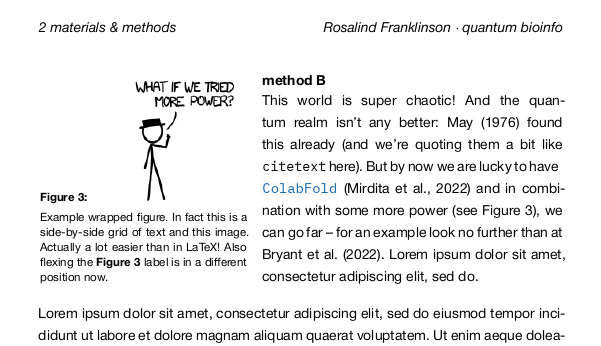 2 materials & methods
Rosalind Franklinson · quantum bioinfo
WHAT IF WE TRIED
MORE POWER?
Figure 3:
Example wrapped figure. In fact this is a
side-by-side grid of text and this image.
Actually a lot easier than in LaTeX! Also
flexing the Figure 3 label is in a different
position now.
method B
This world is super chaotic! And the quan-
tum realm isn't any better: May (1976) found
this already (and we're quoting them a bit like
citetext here). But by now we are lucky to have
ColabFold (Mirdita et al., 2022) and in combi-
nation with some more power (see Figure 3), we
can go far – for an example look no further than at
Bryant et al. (2022). Lorem ipsum dolor sit amet,
consectetur adipiscing elit, sed do.
Lorem ipsum dolor sit amet, consectetur adipiscing elit, sed do eiusmod tempor inci-
didunt ut labore et dolore magnam aliquam quaerat voluptatem. Ut enim aeque dolea-